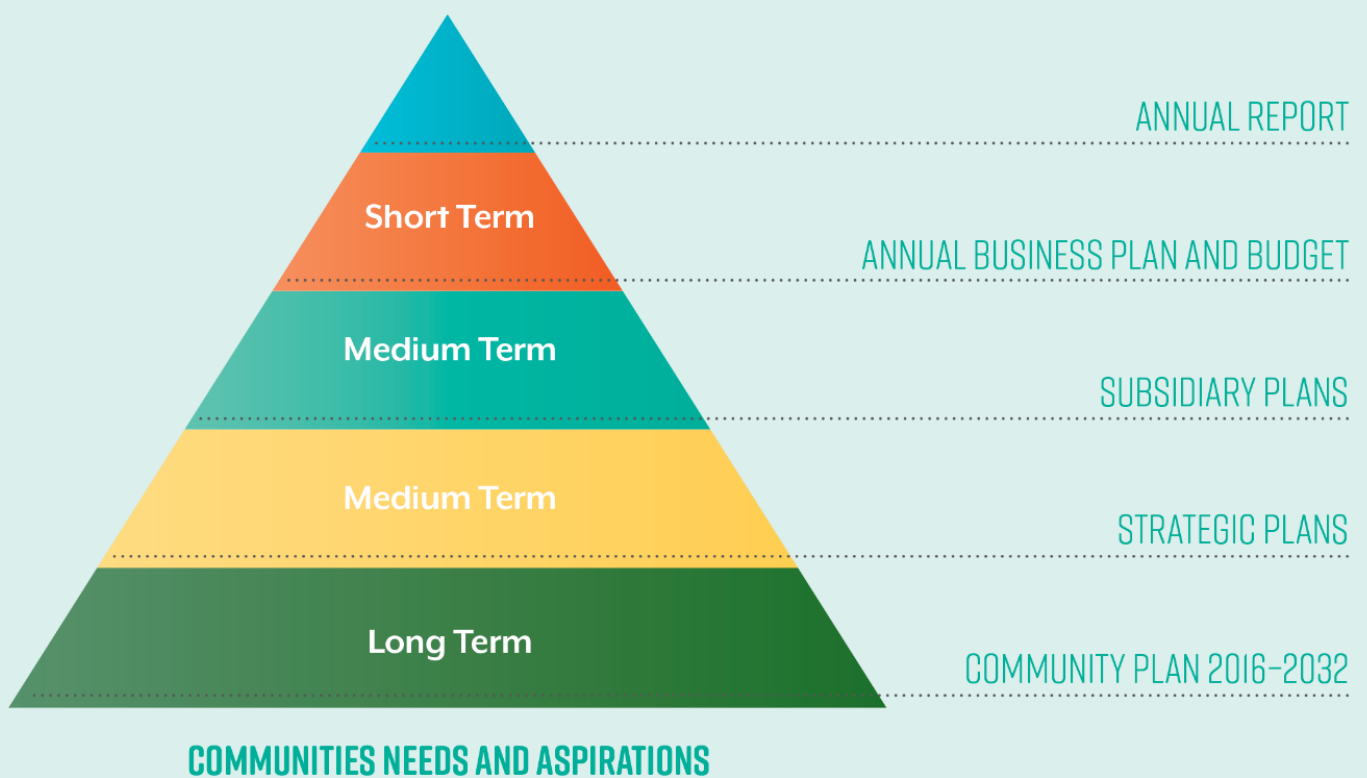 ANNUAL REPORT
Short Term
ANNUAL BUSINESS PLAN AND BUDGET
Medium Term
SUBSIDIARY PLANS
Medium Term
STRATEGIC PLANS
Long Term
COMMUNITY PLAN 2016–2032
COMMUNITIES NEEDS AND ASPIRATIONS